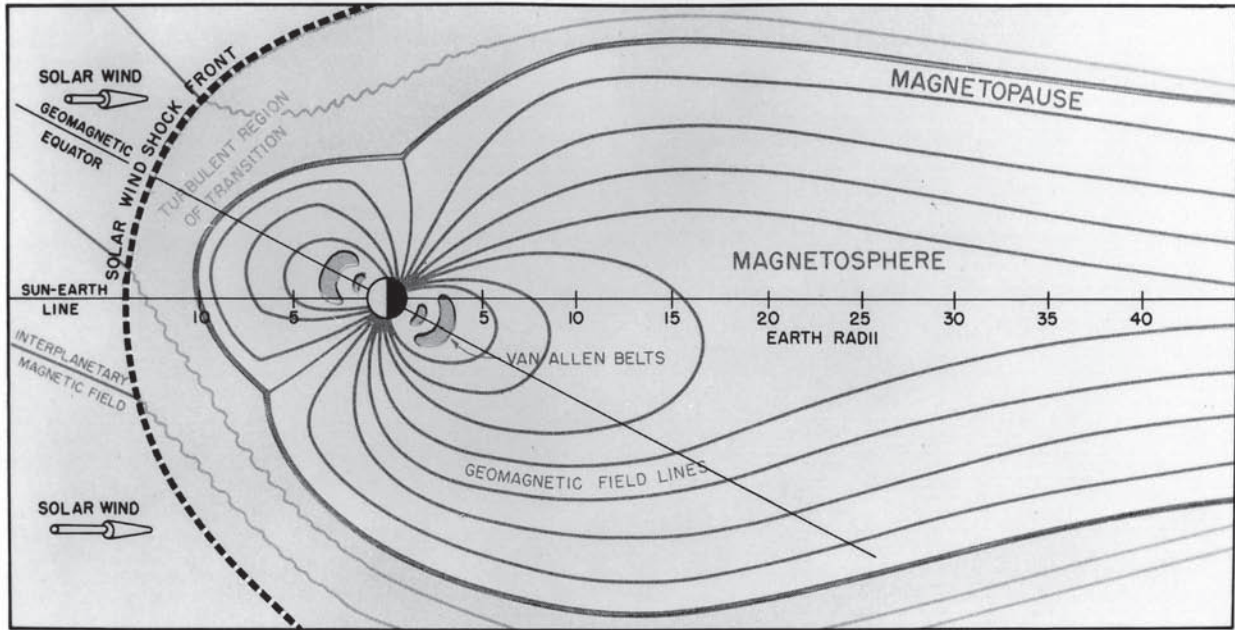 SOLAR WIND
GEOMAGNETIC
EQUATOR
SOLAR WIND SHOCK FRONT
TURBULENT REGION
OF TRANSITION
MAGNETOPAUSE
MAGNETOSPHERE
SUN-EARTH
LINE
10
5
5
10
15
20
25
30
35
40
EARTH RADII
INTERPLANETARY
MAGNETIC FIELD
VAN ALLEN BELTS
GEOMAGNETIC FIELD LINES
SOLAR WIND